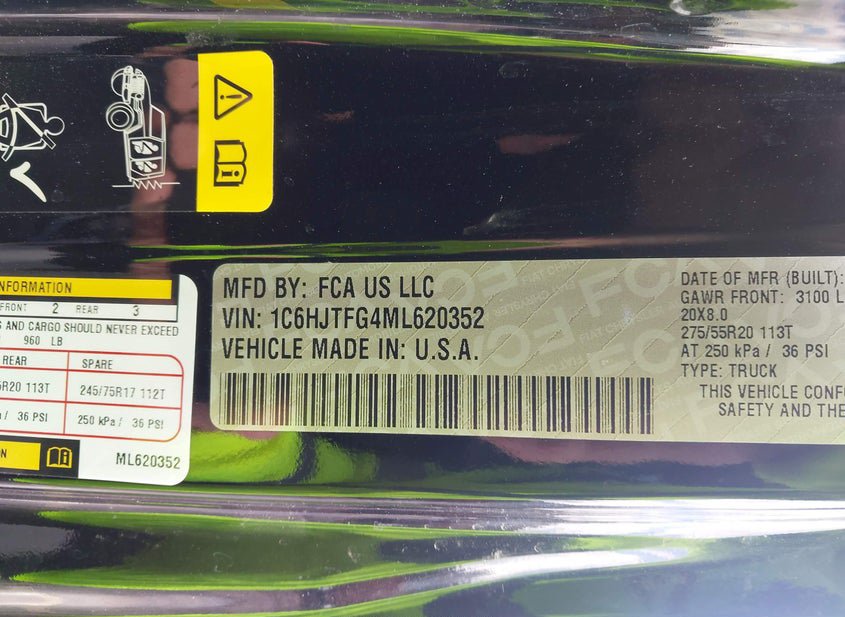 INFORMATION
FRONT 2 REAR 3
S AND CARGO SHOULD NEVER EXCEED
960 LB
REAR SPARE
5R20 113T 245/75R17 112T
/ 36 PSI 250 kPa / 36 PSI
ML620352
MFD BY: FCA US LLC
VIN: 1C6HJTFG4ML620352
VEHICLE MADE IN: U.S.A.
DATE OF MFR (BUILT):
GAWR FRONT: 3100 L
20X8.0
275/55R20 113T
AT 250 kPa / 36 PSI
TYPE: TRUCK
THIS VEHICLE CONF
SAFETY AND THE